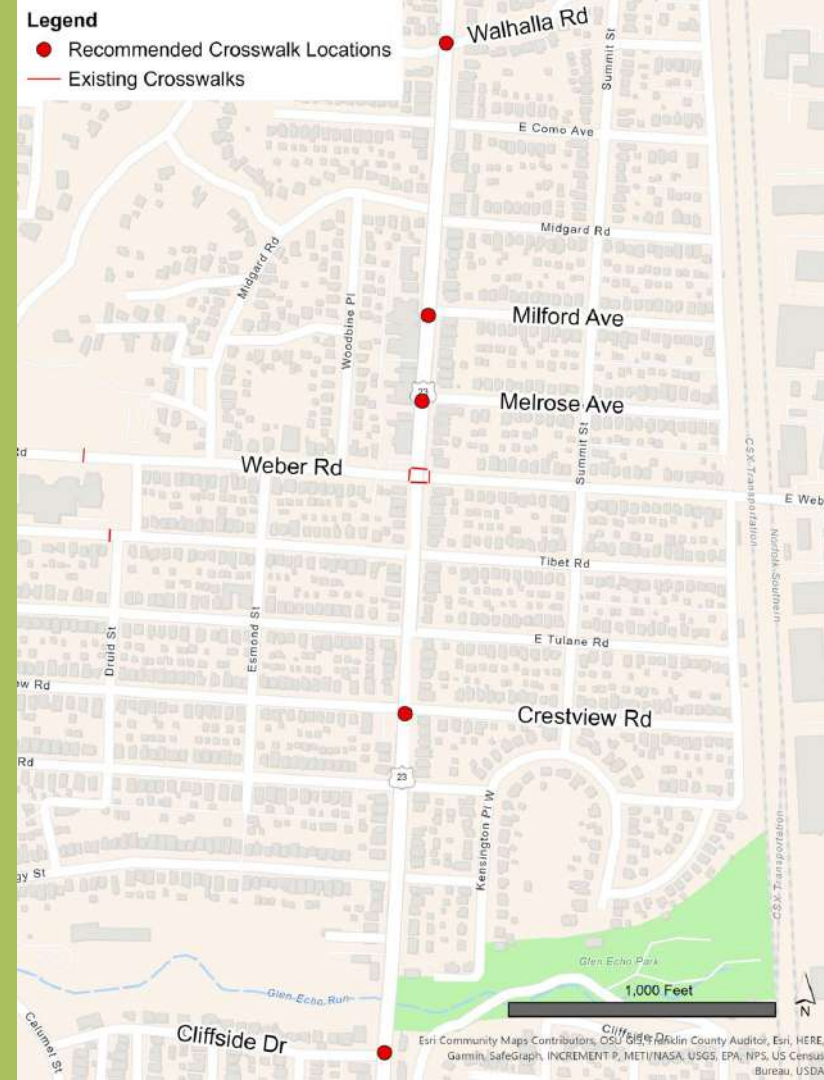 Legend
Recommended Crosswalk Locations
Existing Crosswalks
Walhalla Rd
Summit St
E Como Ave
Midgard Rd
Midgard Rd
Woodbine Pl
Milford Ave
23
Melrose Ave
Summit St
CSX Transportation
Rd
Weber Rd
E Web
Norfolk Southern
Tibet Rd
Druid St
Esmond St
E Tulane Rd
w Rd
Crestview Rd
Rd
23
Kensington Pl W
CSX Transportation
gy St
Glen Echo Park
Glen Echo Run
1,000 Feet
N
Calumet St
Cliffside Dr
Cliffside Dr
Esri Community Maps Contributors, OSU GIS, Franklin County Auditor, Esri, HERE,
Garmin, SafeGraph, INCREMENT P, METI/NASA, USGS, EPA, NPS, US Census
Bureau, USDA